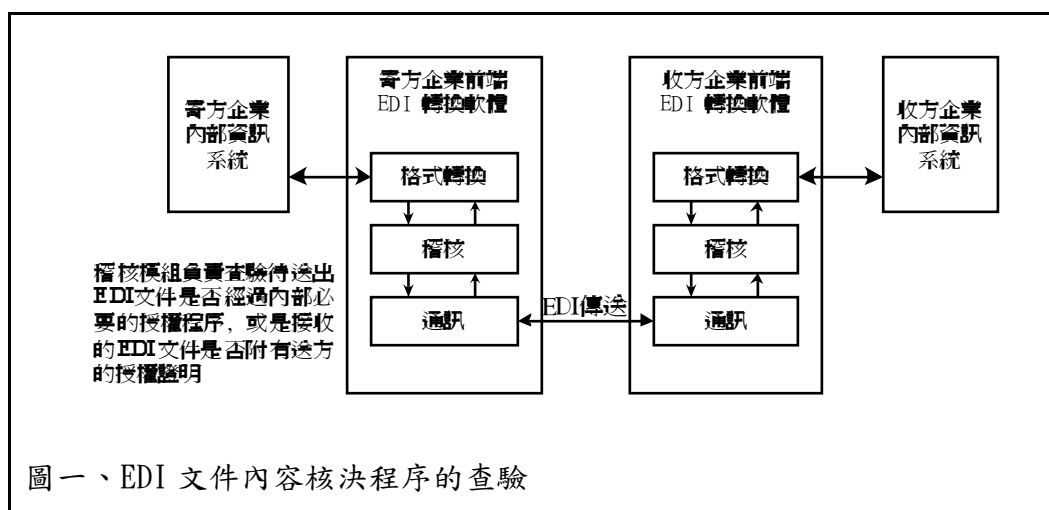 寄方企業
內部資訊
系統
寄方企業前端
EDI 轉換軟體
格式轉換
稽核
通訊
稽核模組負責查驗待送出
EDI文件是否經過內部必
要的授權程序, 或是接收
的EDI文件是否附有送方
的授權證明
EDI傳送
收方企業前端
EDI 轉換軟體
格式轉換
稽核
通訊
收方企業
內部資訊
系統
圖一、EDI 文件內容核決程序的查驗